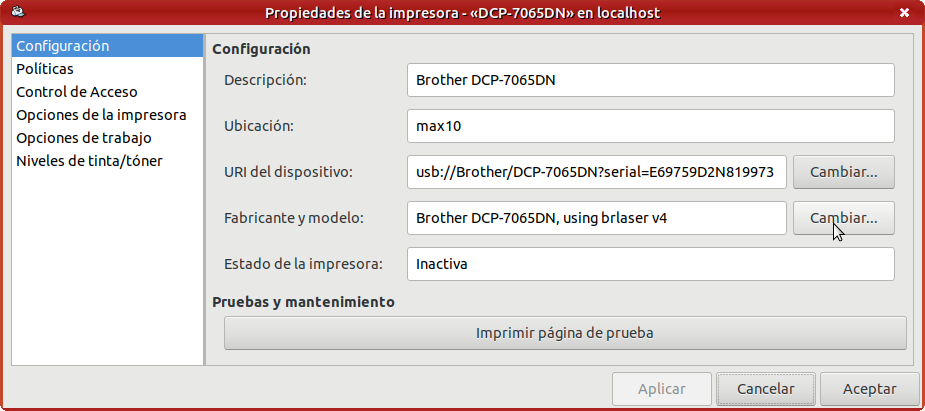 Propiedades de la impresora - «DCP-7065DN» en localhost
Configuración
Políticas
Control de Acceso
Opciones de la impresora
Opciones de trabajo
Niveles de tinta/tóner
Configuración
Descripción: Brother DCP-7065DN
Ubicación: max10
URI del dispositivo: usb://Brother/DCP-7065DN?serial=E69759D2N819973 Cambiar...
Fabricante y modelo: Brother DCP-7065DN, using brlaser v4 Cambiar...
Estado de la impresora: Inactiva
Pruebas y mantenimiento
Imprimir página de prueba
Aplicar Cancelar Aceptar